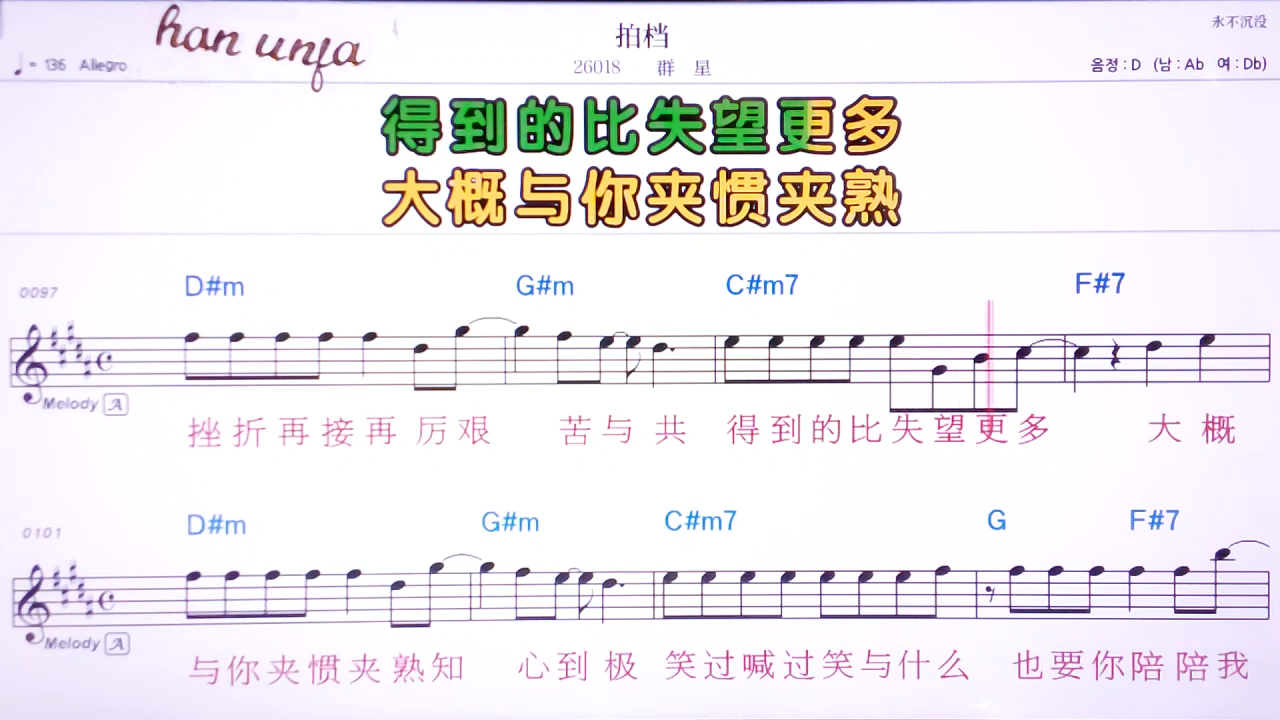 han unfa
拍档
永不沉没
♩= 136 Allegro
26018 群 星
음정 : D (남 : Ab 여 : Db)
得到的比失望更多
大概与你夹惯夹熟
0097
D#m G#m C#m7 F#7
Melody A
挫折再接再厉艰 苦与共 得到的比失望更多 大概
0101
D#m G#m C#m7 G F#7
Melody A
与你夹惯夹熟知 心到极 笑过喊过笑与什么 也要你陪陪我